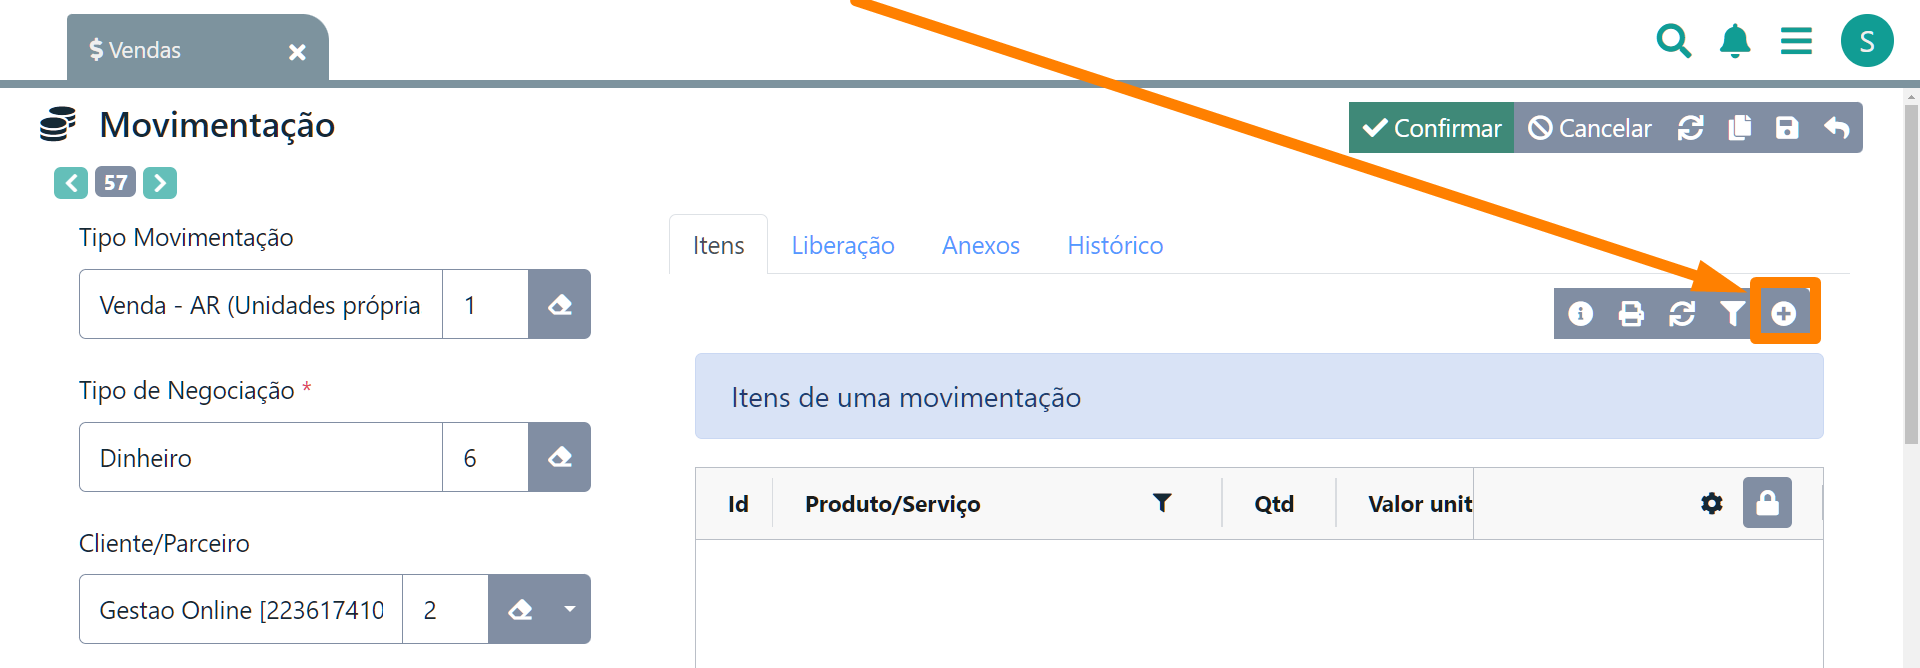 $ Vendas
S
Movimentação
Confirmar Cancelar
57
Tipo Movimentação
Venda - AR (Unidades própria 1
Tipo de Negociação *
Dinheiro 6
Cliente/Parceiro
Gestao Online [223617410 2
Itens Liberação Anexos Histórico
Itens de uma movimentação
Id Produto/Serviço Qtd Valor unit